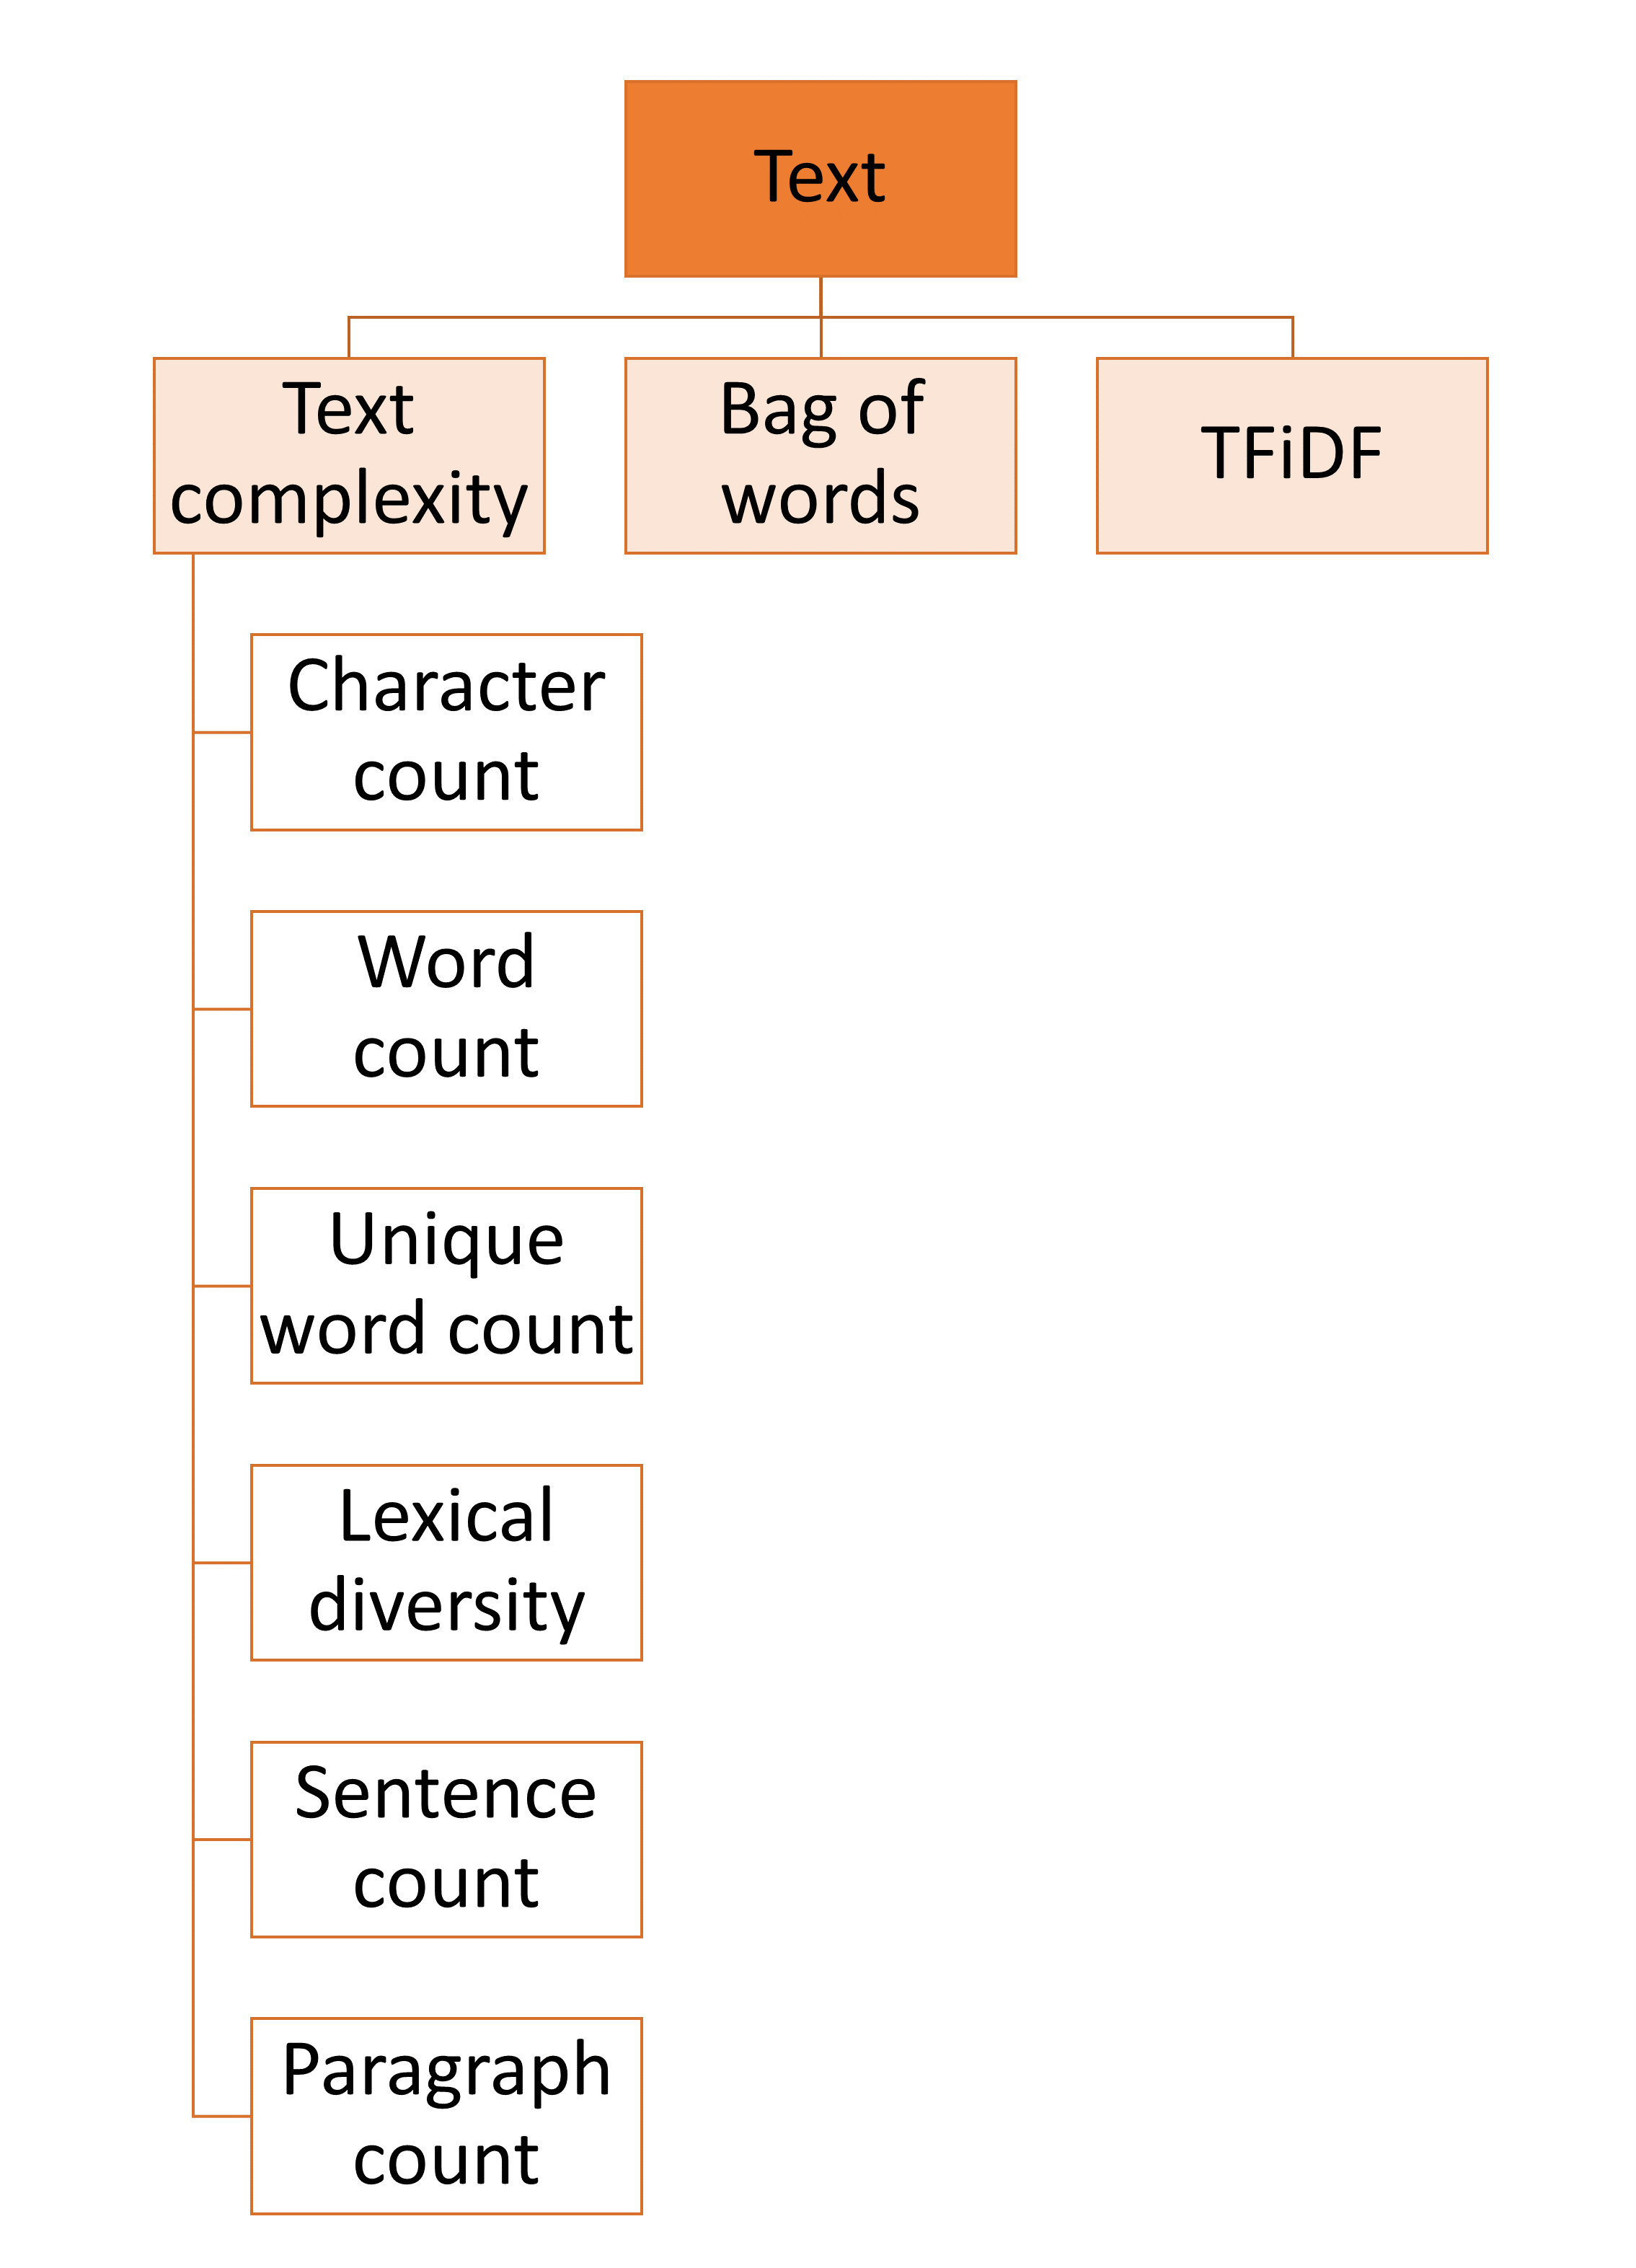 Text
Text
complexity
Bag of
words
TFiDF
Character
count
Word
count
Unique
word count
Lexical
diversity
Sentence
count
Paragraph
count